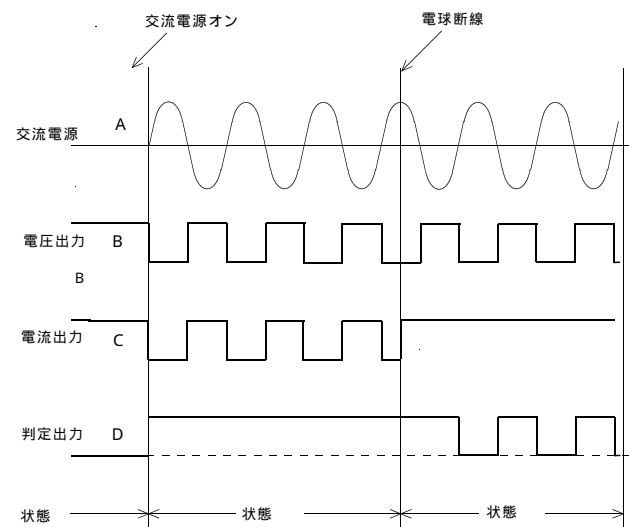 交流電源オン
電球断線
交流電源 A
電圧出力 B
B
電流出力 C
判定出力 D
状態 状態 状態